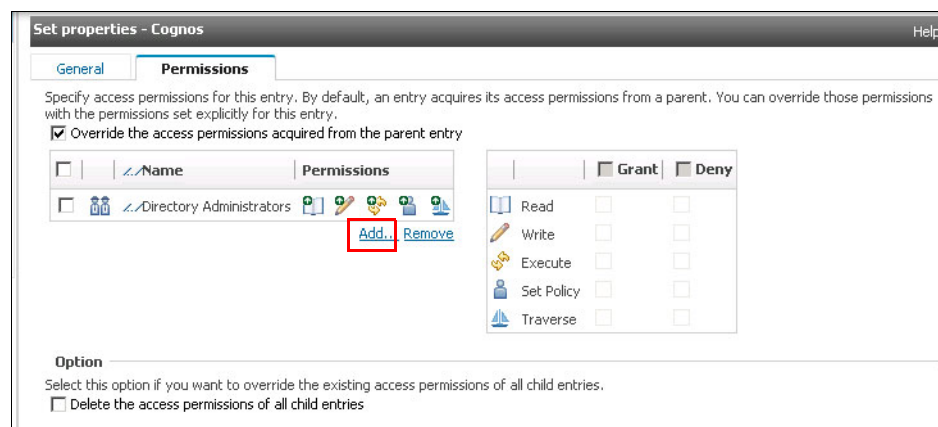 Set properties - Cognos
Help
General
Permissions
Specify access permissions for this entry. By default, an entry acquires its access permissions from a parent. You can override those permissions
with the permissions set explicitly for this entry.
Override the access permissions acquired from the parent entry
Name Permissions
Directory Administrators
Add... Remove
Grant Deny
Read
Write
Execute
Set Policy
Traverse
Option
Select this option if you want to override the existing access permissions of all child entries.
Delete the access permissions of all child entries